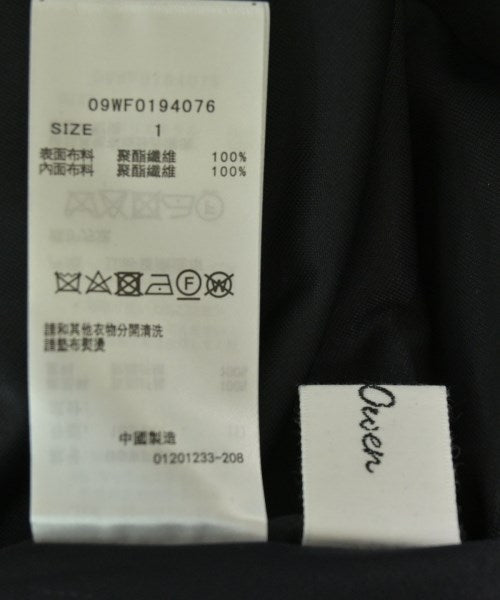 09WF0194076
SIZE 1
表面布料 聚酯纖維 100%
內面布料 聚酯纖維 100%
請和其他衣物分開清洗
請墊布熨燙
中國製造
01201233-208
Owen